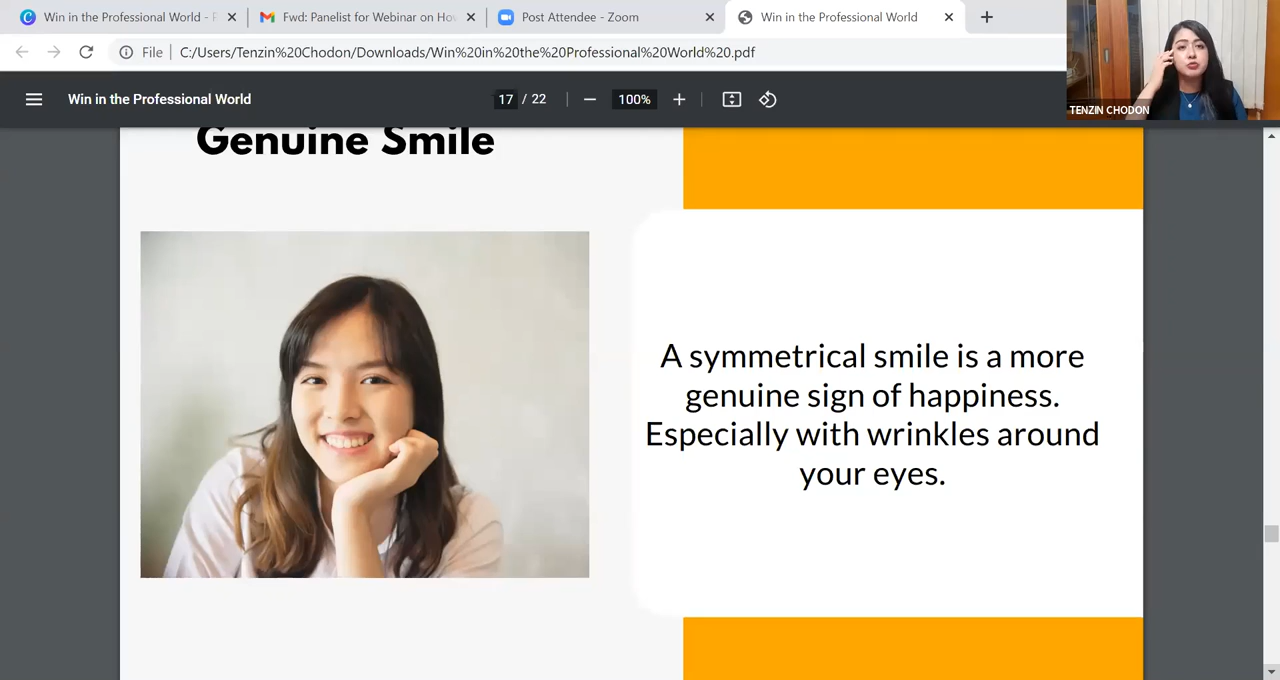 Win in the Professional World - P
Fwd: Panelist for Webinar on Ho
Post Attendee - Zoom
Win in the Professional World
File
C:/Users/Tenzin%20Chodon/Downloads/Win%20in%20the%20Professional%20World%20.pdf
Win in the Professional World
17 / 22
100%
TENZIN CHODON
Genuine Smile
A symmetrical smile is a more
genuine sign of happiness.
Especially with wrinkles around
your eyes.